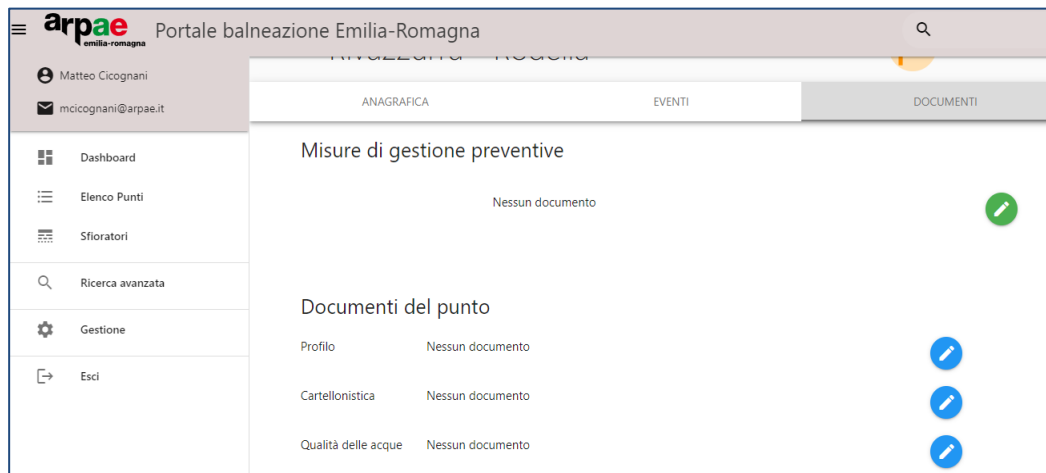 arpae
emilia-romagna
Portale balneazione Emilia-Romagna
Matteo Cicognani
mcicognani@arpae.it
Dashboard
Elenco Punti
Sfioratori
Ricerca avanzata
Gestione
Esci
ANAGRAFICA EVENTI DOCUMENTI
Misure di gestione preventive
Nessun documento
Documenti del punto
Profilo Nessun documento
Cartellonistica Nessun documento
Qualità delle acque Nessun documento